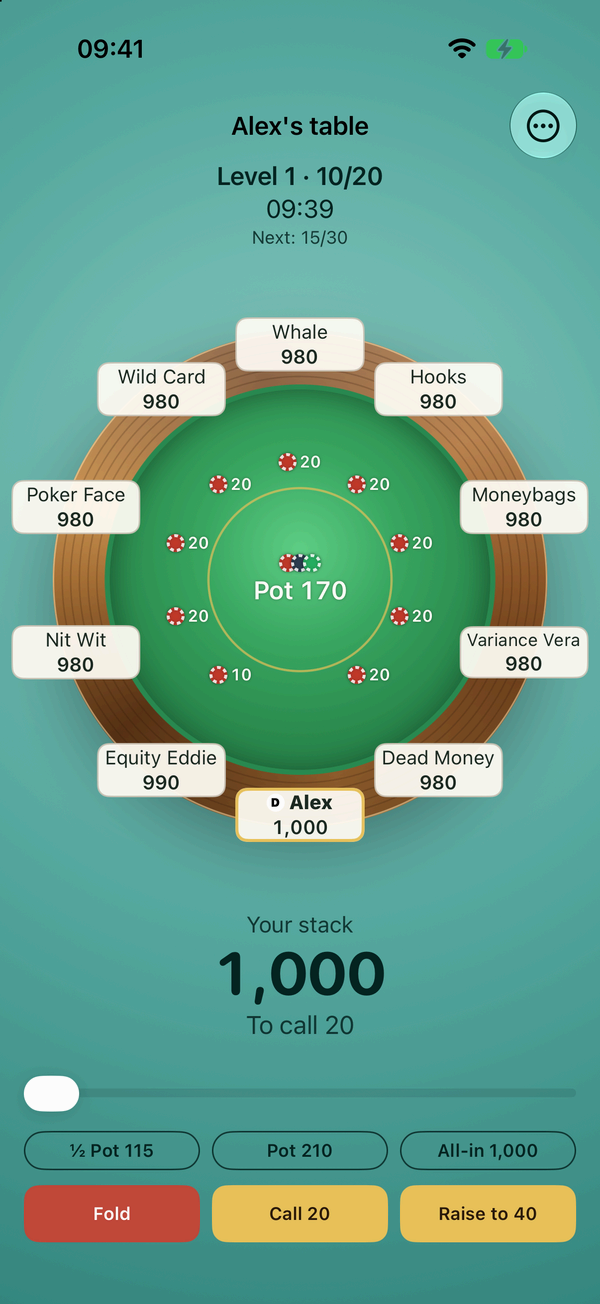 09:41
Alex's table
Level 1 · 10/20
09:39
Next: 15/30
Whale
980
Wild Card
980
Hooks
980
20
20
20
Poker Face
980
Moneybags
980
20
20
Pot 170
20
20
Nit Wit
980
Variance Vera
980
10
20
Equity Eddie
990
Dead Money
980
D Alex
1,000
Your stack
1,000
To call 20
½ Pot 115
Pot 210
All-in 1,000
Fold
Call 20
Raise to 40